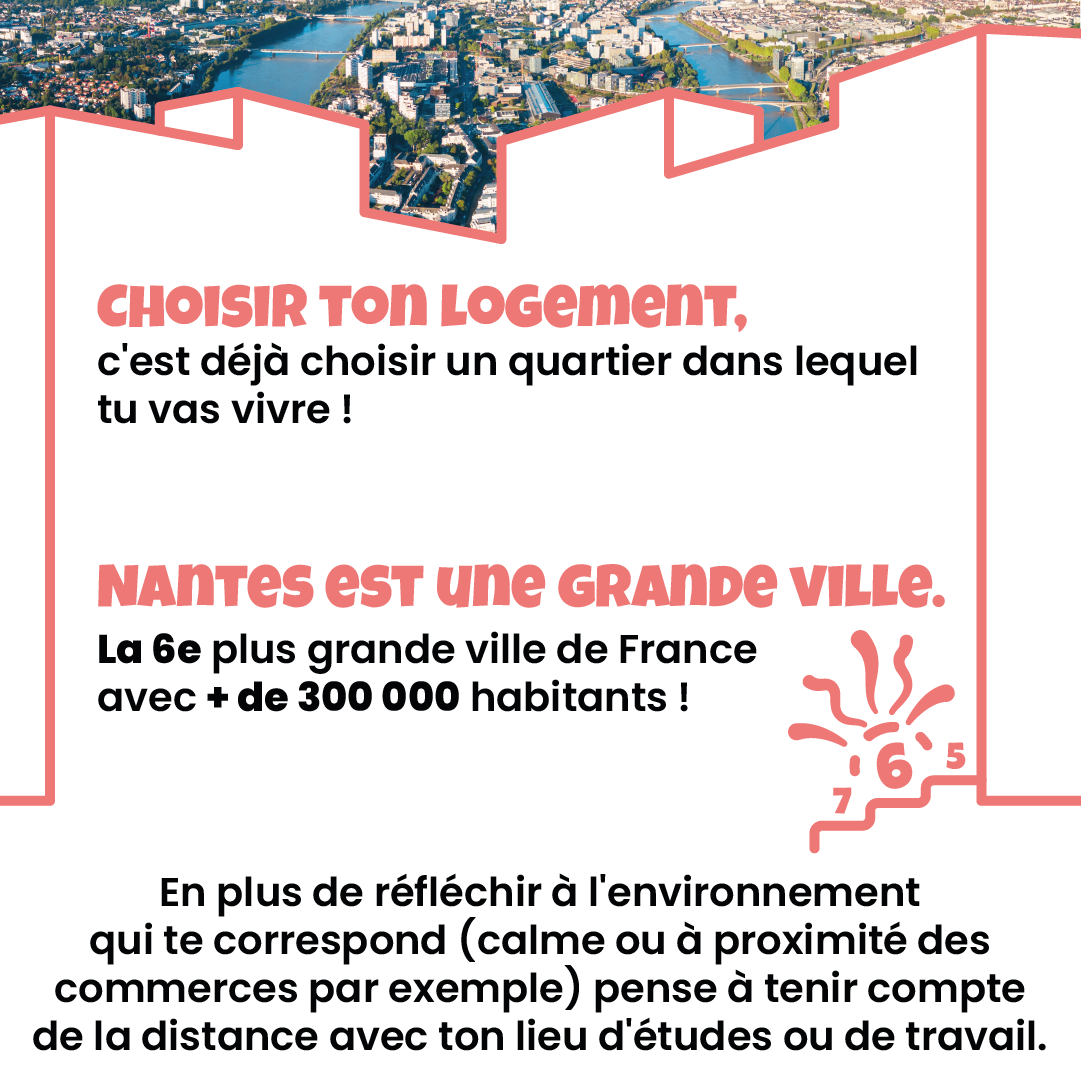 CHOISIR TON LOGEMENT,
c'est déjà choisir un quartier dans lequel
tu vas vivre !
NANTES EST UNE GRANDE VILLE.
La 6e plus grande ville de France
avec + de 300 000 habitants !
5
6
7
En plus de réfléchir à l'environnement
qui te correspond (calme ou à proximité des
commerces par exemple) pense à tenir compte
de la distance avec ton lieu d'études ou de travail.